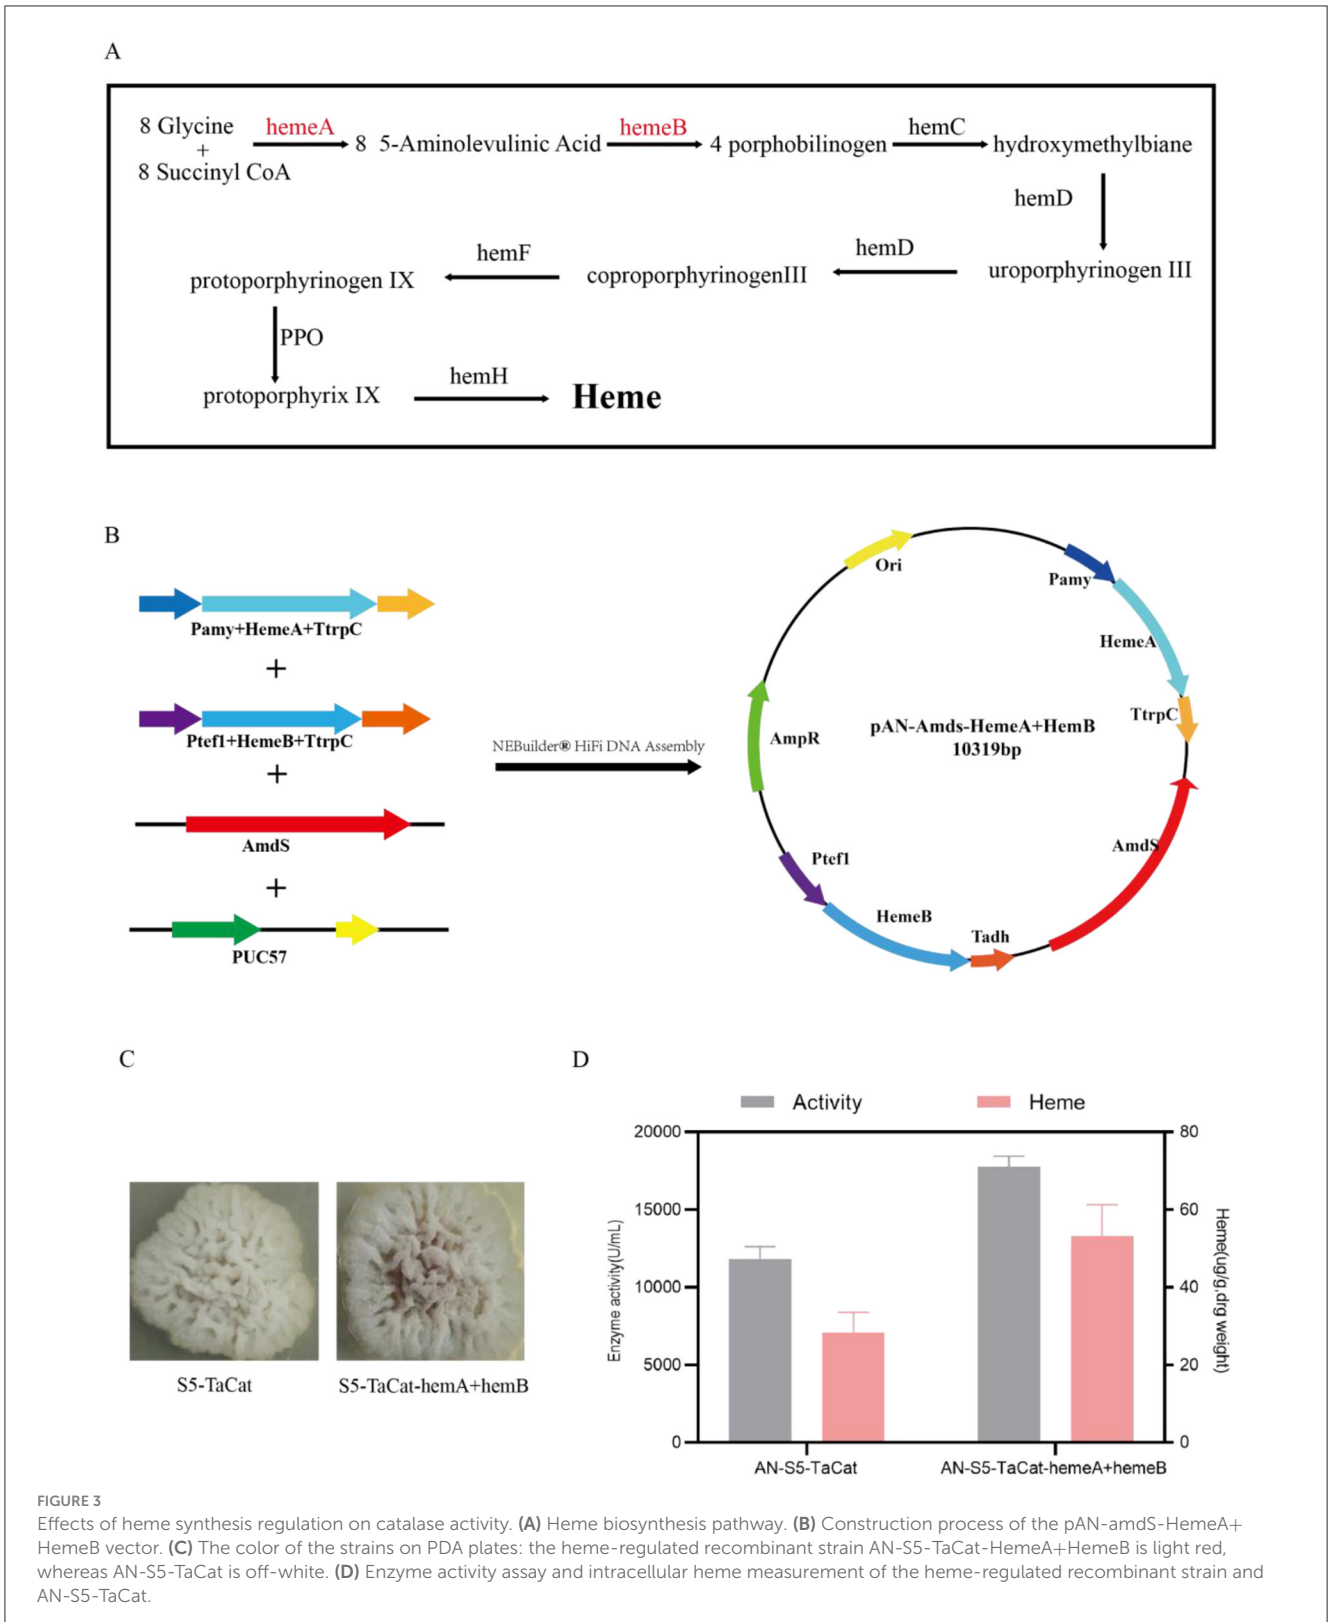 A
8 Glycine
+
8 Succinyl CoA
hemeA
8 5-Aminolevulinic Acid
hemeB
4 porphobilinogen
hemC
hydroxymethylbiane
hemD
uroporphyrinogen III
hemD
coproporphyrinogenIII
hemF
protoporphyrinogen IX
PPO
protoporphyrix IX
hemH
Heme
B
Pamy+HemeA+TtrpC
+
Ptef1+HemeB+TtrpC
+
AmdS
+
PUC57
NEBuilder® HiFi DNA Assembly
Ori
Pamy
HemeA
TtrpC
AmpR
pAN-Amds-HemeA+HemB
10319bp
AmdS
Ptef1
HemeB
Tadh
C
S5-TaCat
S5-TaCat-hemA+hemB
D
Activity
Heme
20000
15000
10000
5000
0
Enzyme activity(U/mL)
80
60
40
20
0
Heme(ug/g,drg weight)
AN-S5-TaCat
AN-S5-TaCat-hemeA+hemeB
FIGURE 3
Effects of heme synthesis regulation on catalase activity. (A) Heme biosynthesis pathway. (B) Construction process of the pAN-amdS-HemeA+
HemeB vector. (C) The color of the strains on PDA plates: the heme-regulated recombinant strain AN-S5-TaCat-HemeA+HemeB is light red,
whereas AN-S5-TaCat is off-white. (D) Enzyme activity assay and intracellular heme measurement of the heme-regulated recombinant strain and
AN-S5-TaCat.